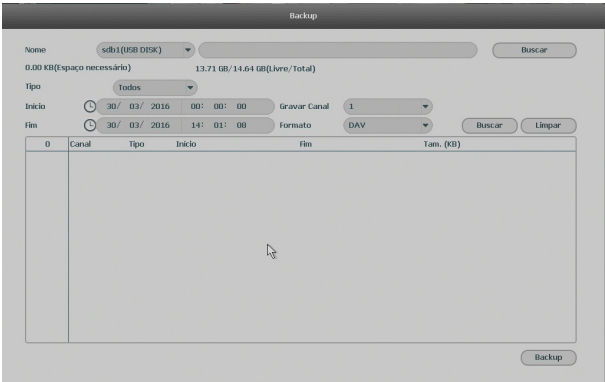 Backup
Nome sdb1(USB DISK) Buscar
0.00 KB(Espaço necessário) 13.71 GB/14.64 GB(Livre/Total)
Tipo Todos
Início 30/ 03/ 2016 00: 00: 00 Gravar Canal 1
Fim 30/ 03/ 2016 14: 01: 08 Formato DAV Buscar Limpar
0 Canal Tipo Início Fim Tam. (KB)
Backup